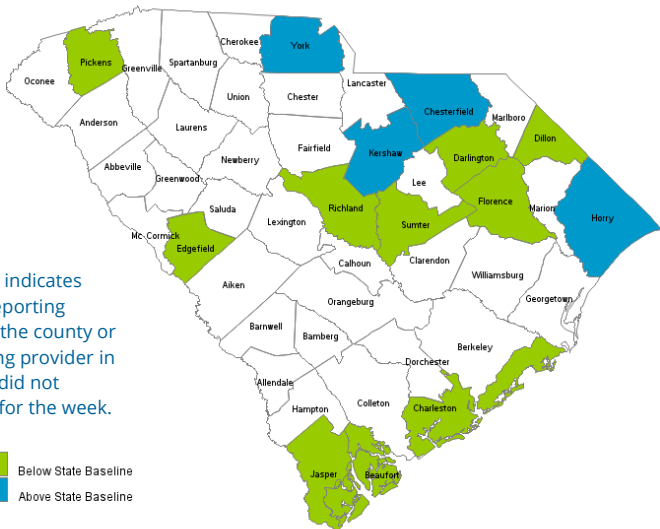 Cherokee
York
Pickens
Spartanburg
Greenville
Oconee
Lancaster
Union
Chester
Chesterfield
Marlboro
Anderson
Laurens
Dillon
Fairfield
Kershaw
Darlington
Newberry
Abbeville
Greenwood
Lee
Florence
Saluda
Richland
Marion
Horry
Lexington
Sumter
Mc-Cormick
Edgefield
Calhoun
Clarendon
Williamsburg
Aiken
Orangeburg
Georgetown
Barnwell
Bamberg
Berkeley
Dorchester
Allendale
Colleton
Charleston
Hampton
Jasper
Beaufort
indicates
eporting
the county or
ng provider in
did not
for the week.
Below State Baseline
Above State Baseline